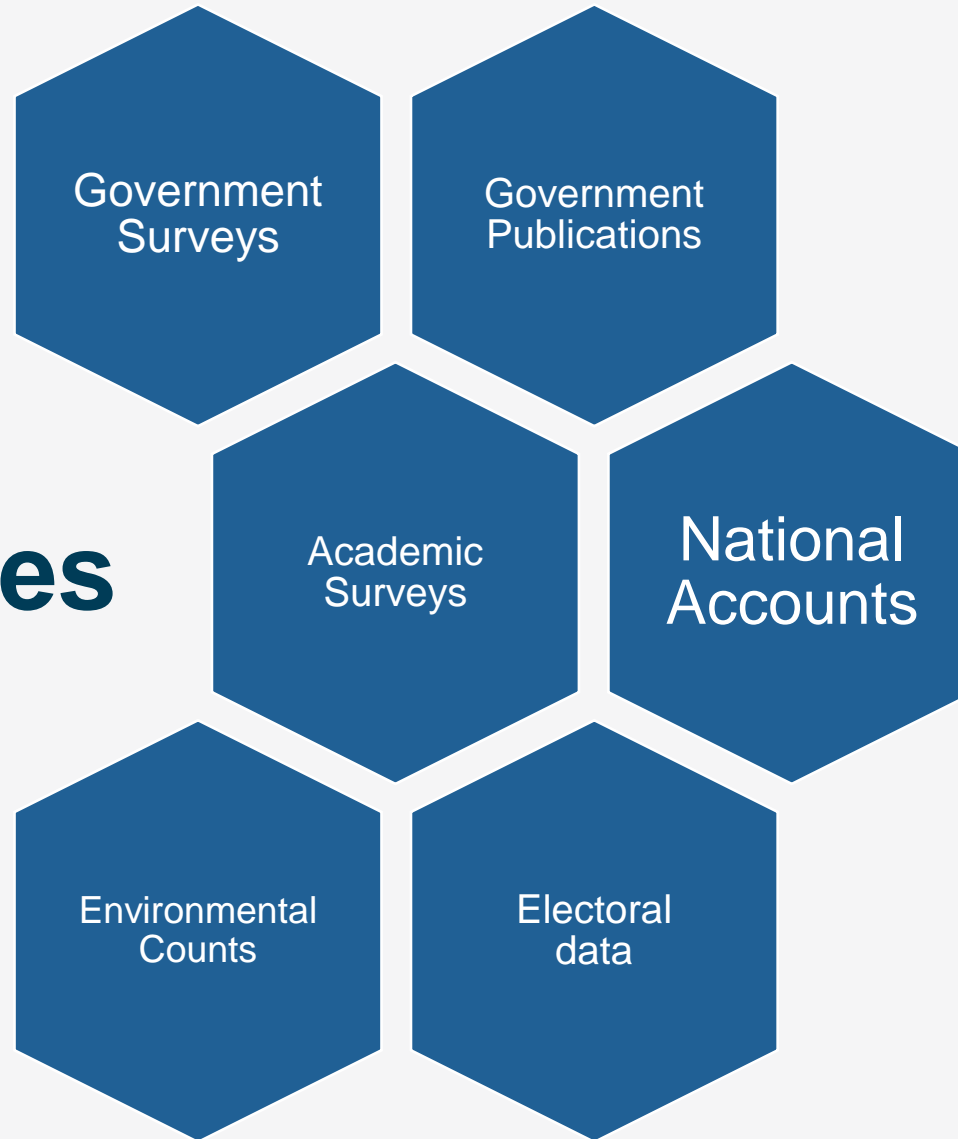 Government
Surveys
Government
Publications
es
Academic
Surveys
National
Accounts
Environmental
Counts
Electoral
data